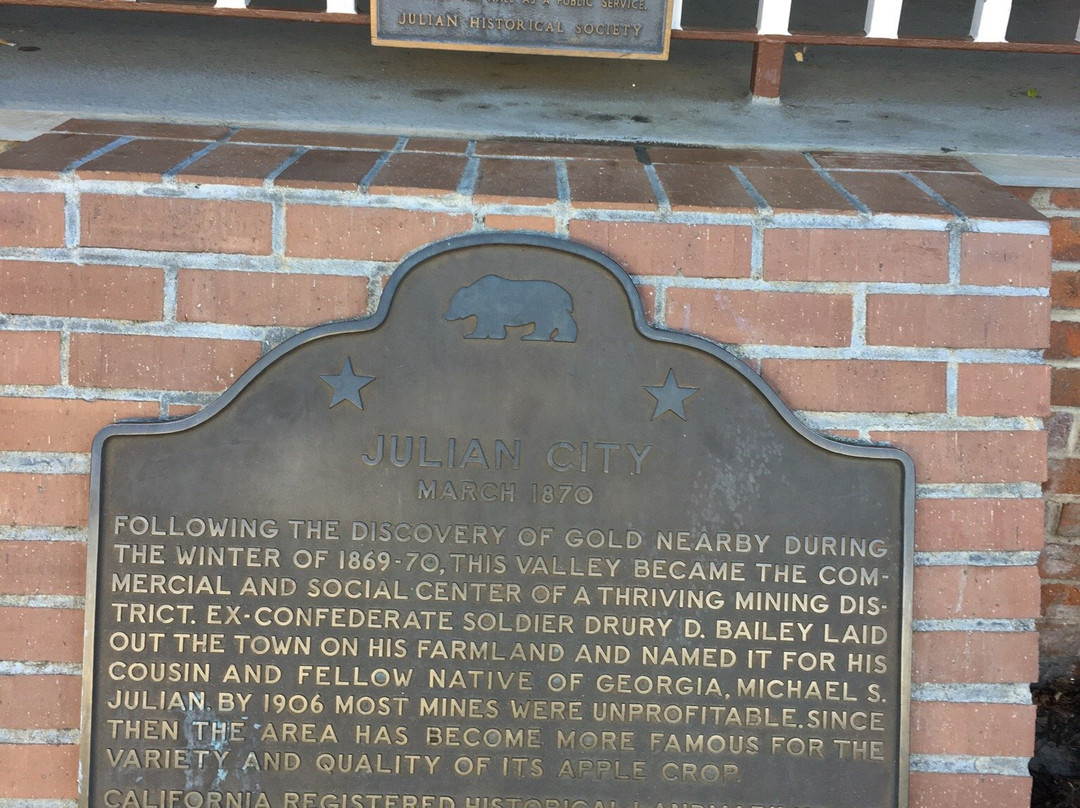 AS A PUBLIC SERVICE.
JULIAN HISTORICAL SOCIETY
JULIAN CITY
MARCH 1870
FOLLOWING THE DISCOVERY OF GOLD NEARBY DURING
THE WINTER OF 1869-70, THIS VALLEY BECAME THE COM-
MERCIAL AND SOCIAL CENTER OF A THRIVING MINING DIS-
TRICT. EX-CONFEDERATE SOLDIER DRURY D. BAILEY LAID
OUT THE TOWN ON HIS FARMLAND AND NAMED IT FOR HIS
COUSIN AND FELLOW NATIVE OF GEORGIA, MICHAEL S.
JULIAN. BY 1906 MOST MINES WERE UNPROFITABLE. SINCE
THEN THE AREA HAS BECOME MORE FAMOUS FOR THE
VARIETY AND QUALITY OF ITS APPLE CROP.
CALIFORNIA REGISTERED HISTORICAL